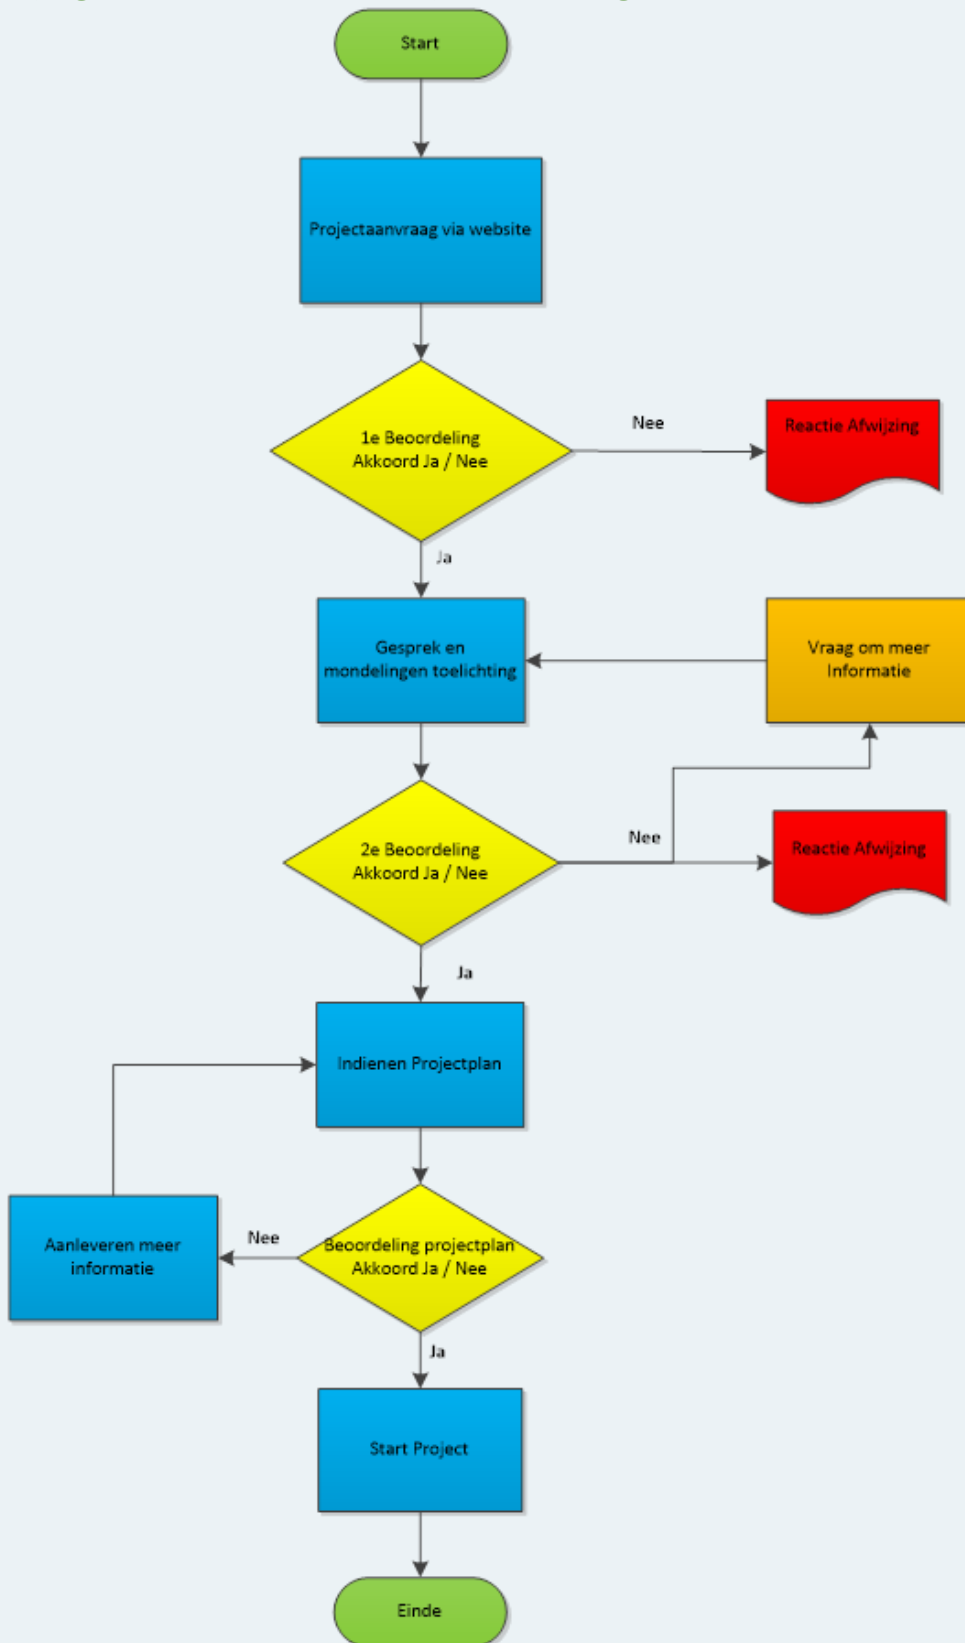 Start
Projectaanvraag via website
1e Beoordeling
Akkoord Ja / Nee
Nee
Reactie Afwijzing
Ja
Gesprek en
mondelingen toelichting
Vraag om meer
Informatie
2e Beoordeling
Akkoord Ja / Nee
Nee
Reactie Afwijzing
Ja
Indienen Projectplan
Beoordeling projectplan
Akkoord Ja / Nee
Nee
Aanleveren meer
informatie
Ja
Start Project
Einde